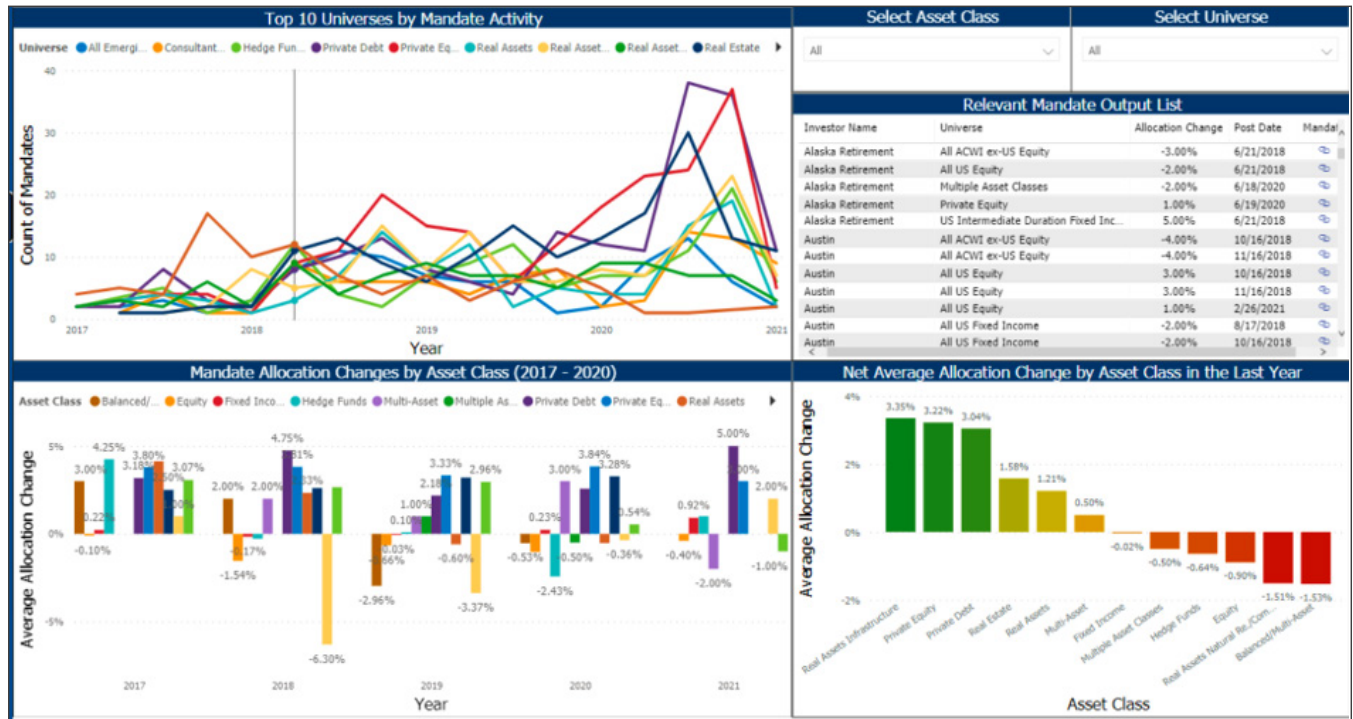 Top 10 Universes by Mandate Activity
Universe All Emergi... Consultant... Hedge Fun... Private Debt Private Eq... Real Assets Real Asset... Real Asset... Real Estate
40
30
20
10
0
Count of Mandates
2017 2018 2019 2020 2021
Year
Select Asset Class
All
Select Universe
All
Relevant Mandate Output List
Investor Name Universe Allocation Change Post Date Mandat
Alaska Retirement All ACWI ex-US Equity -3.00% 6/21/2018
Alaska Retirement All US Equity -2.00% 6/21/2018
Alaska Retirement Multiple Asset Classes -2.00% 6/18/2020
Alaska Retirement Private Equity 1.00% 6/19/2020
Alaska Retirement US Intermediate Duration Fixed Inc... 5.00% 6/21/2018
Austin All ACWI ex-US Equity -4.00% 10/16/2018
Austin All ACWI ex-US Equity -4.00% 11/16/2018
Austin All US Equity 3.00% 10/16/2018
Austin All US Equity 3.00% 11/16/2018
Austin All US Equity 1.00% 2/26/2021
Austin All US Fixed Income -2.00% 8/17/2018
Austin All US Fixed Income -2.00% 10/16/2018
Mandate Allocation Changes by Asset Class (2017 - 2020)
Asset Class Balanced/... Equity Fixed Inco... Hedge Funds Multi-Asset Multiple As... Private Debt Private Eq... Real Assets
Average Allocation Change
5%
0%
-5%
3.00% 0.22% 4.25% 3.18% 3.80% 1.00% 3.07%
-0.10%
2.00% 2.00% 4.75%
-0.17%
-1.54%
-6.30%
0.10% 1.00% 2.18% 3.33% 2.96%
-0.03% -0.60%
-2.96% -3.37%
0.23% 3.00% 3.84% 3.28% 0.54%
-0.53% -0.50% -0.36%
-2.43%
0.92% 5.00% 2.00%
-0.40% -1.00%
-2.00%
2017 2018 2019 2020 2021
Year
Net Average Allocation Change by Asset Class in the Last Year
Average Allocation Change
4%
2%
0%
-2%
3.35% 3.22% 3.04% 1.58% 1.21% 0.50%
-0.02% -0.50% -0.64% -0.90% -1.51% -1.53%
Real Assets Infrastructure
Private Equity
Private Debt
Real Estate
Real Assets
Multi-Asset
Fixed Income
Multiple Asset Classes
Hedge Funds
Equity
Real Assets Natural Re./Com...
Balanced/Multi-Asset
Asset Class